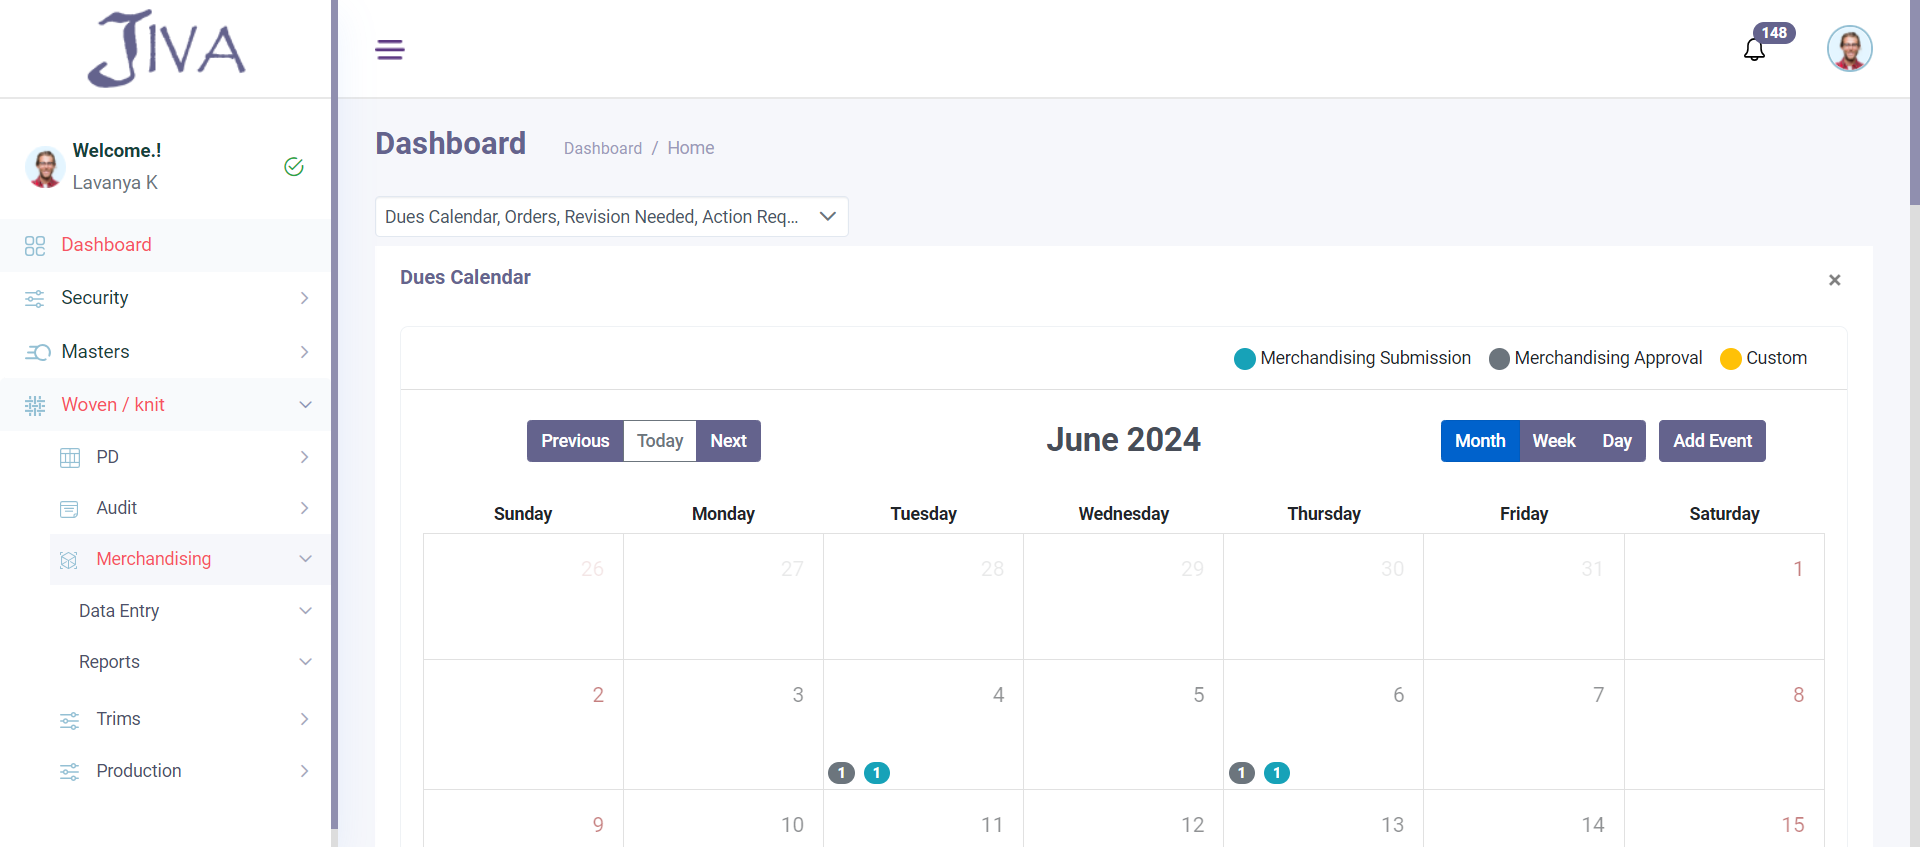 JIVA
148
Welcome.!
Lavanya K
Dashboard
Security
Masters
Woven / knit
PD
Audit
Merchandising
Data Entry
Reports
Trims
Production
Dashboard
Dashboard / Home
Dues Calendar, Orders, Revision Needed, Action Req...
Dues Calendar
×
Merchandising Submission Merchandising Approval Custom
Previous Today Next
June 2024
Month Week Day Add Event
Sunday Monday Tuesday Wednesday Thursday Friday Saturday
26 27 28 29 30 31 1
2 3 4 5 6 7 8
1 1 1 1
9 10 11 12 13 14 15